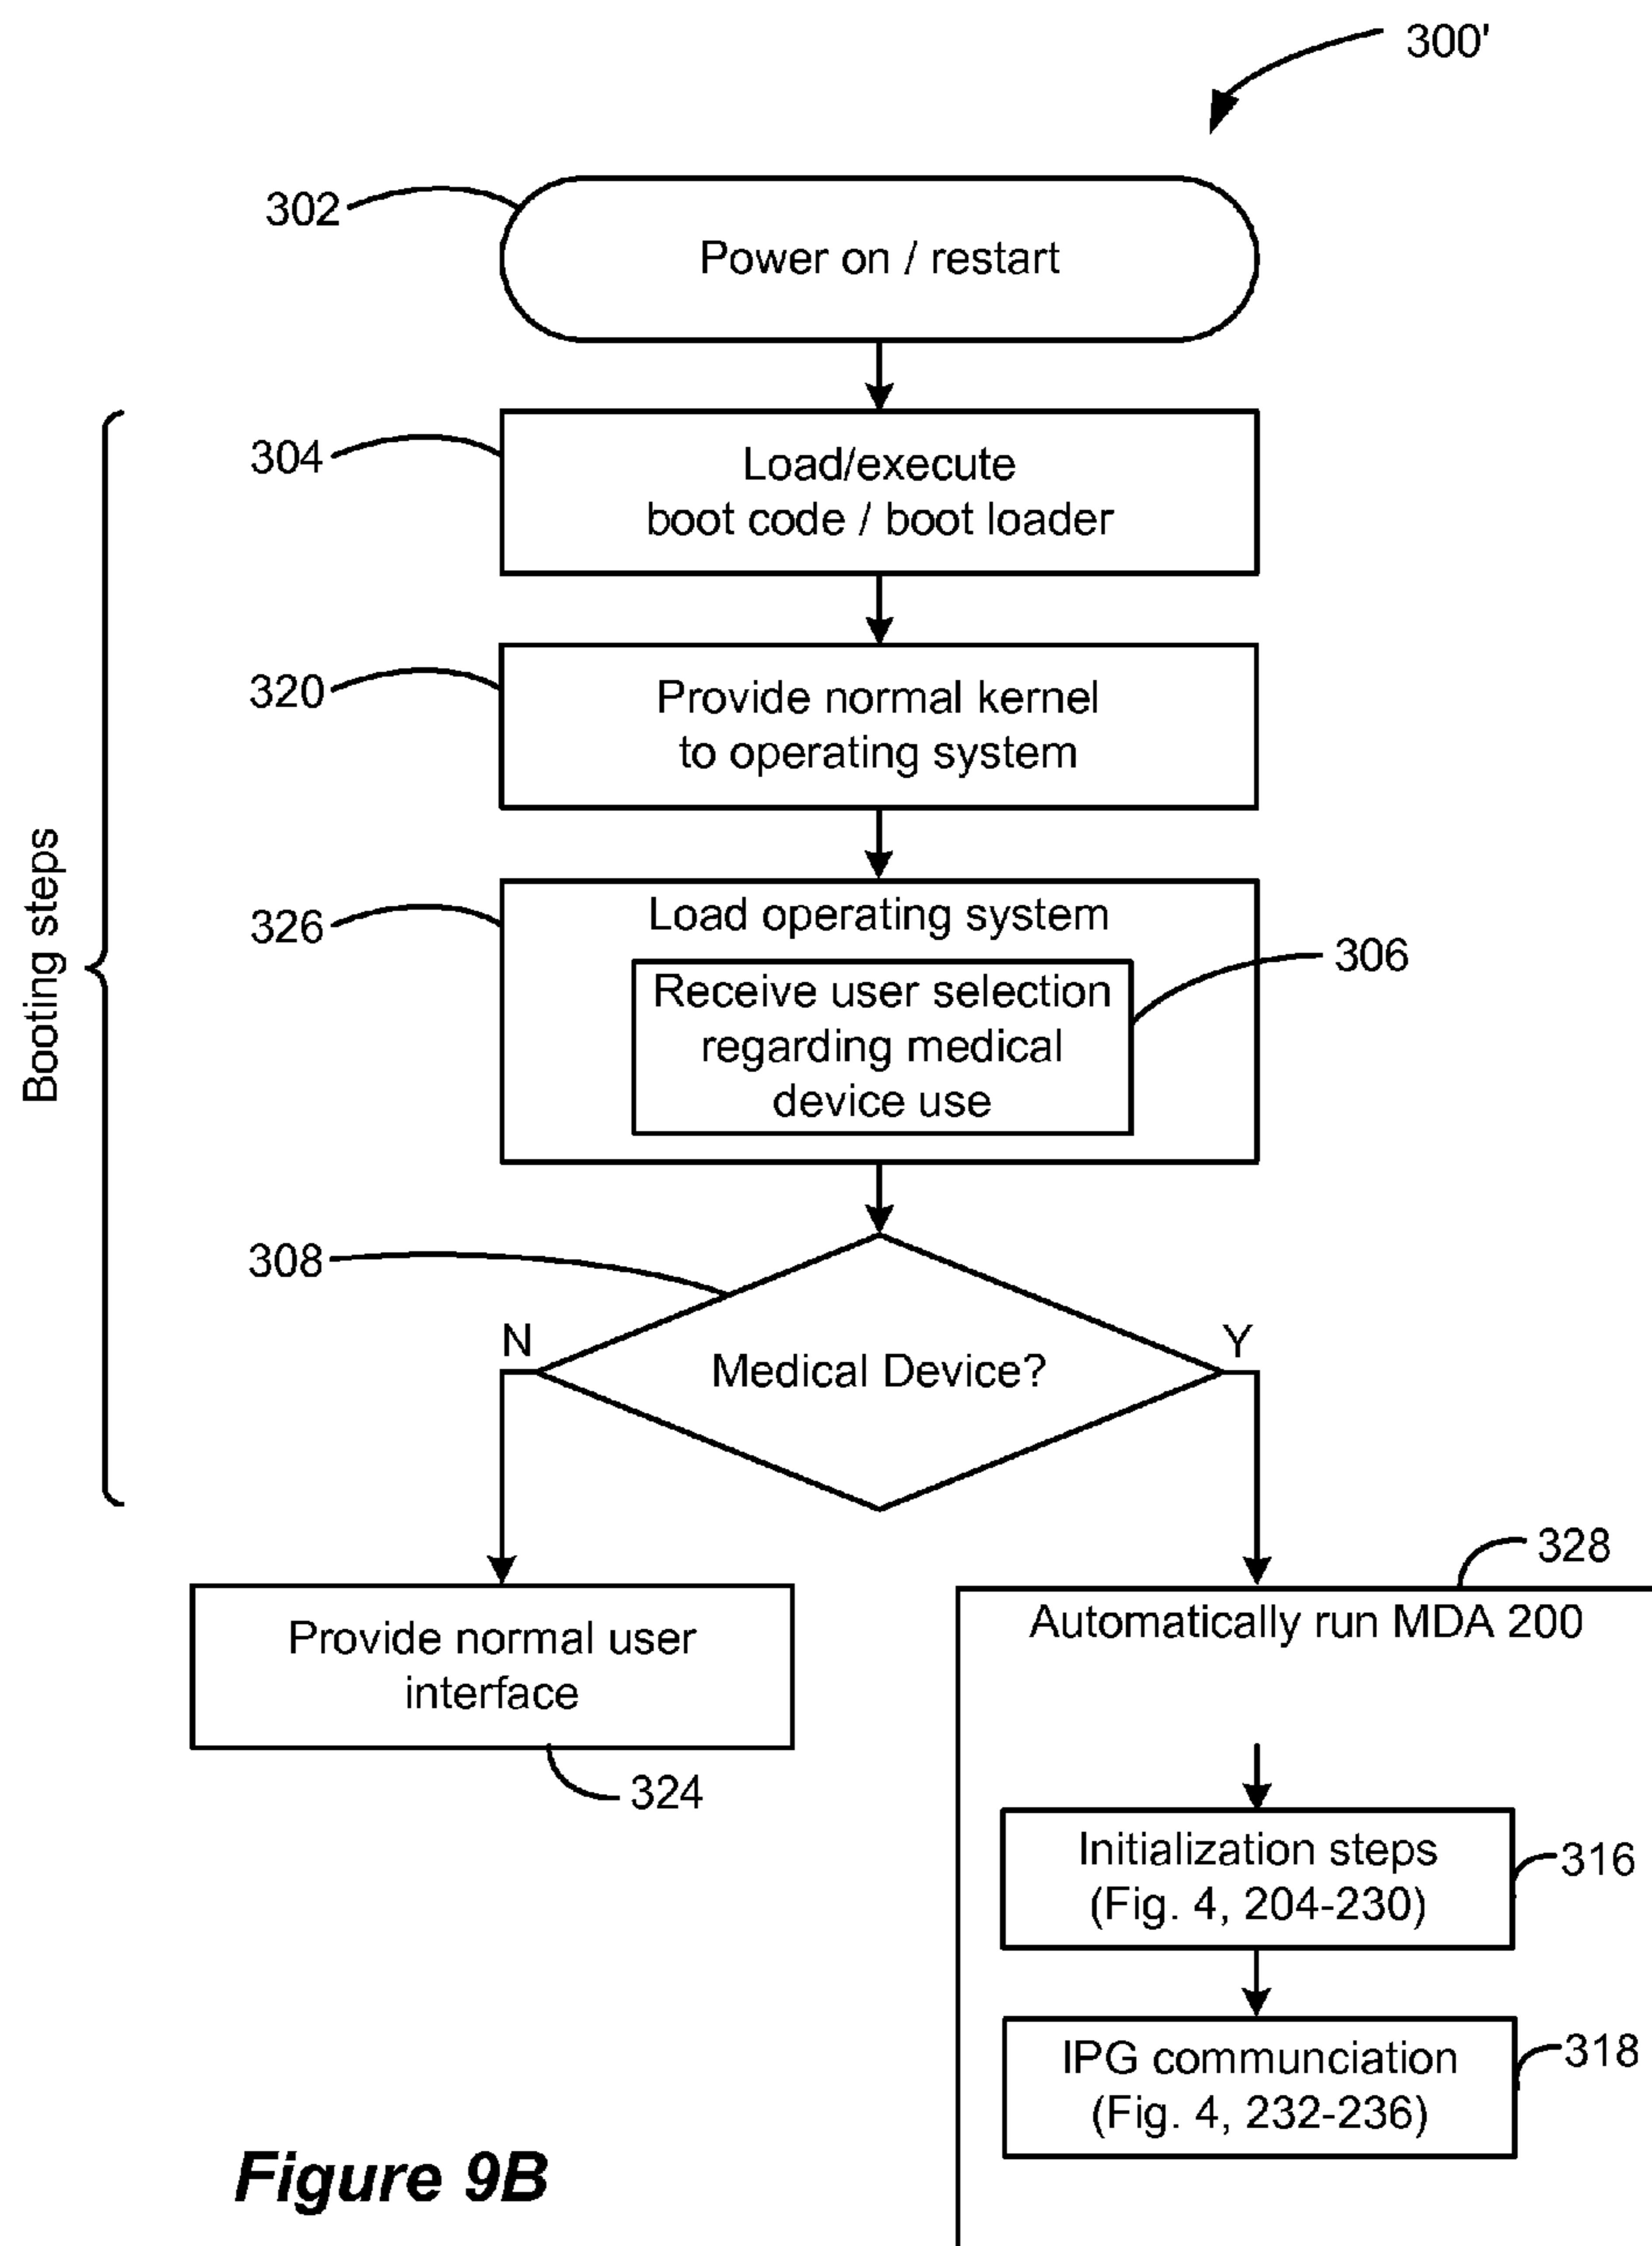 300'
302
Power on / restart
304
Load/execute
boot code / boot loader
320
Provide normal kernel
to operating system
Booting steps
326
Load operating system
306
Receive user selection
regarding medical
device use
308
N
Y
Medical Device?
328
Automatically run MDA 200
Provide normal user
interface
324
Initialization steps
(Fig. 4, 204-230)
316
IPG communciation
(Fig. 4, 232-236)
318
Figure 9B